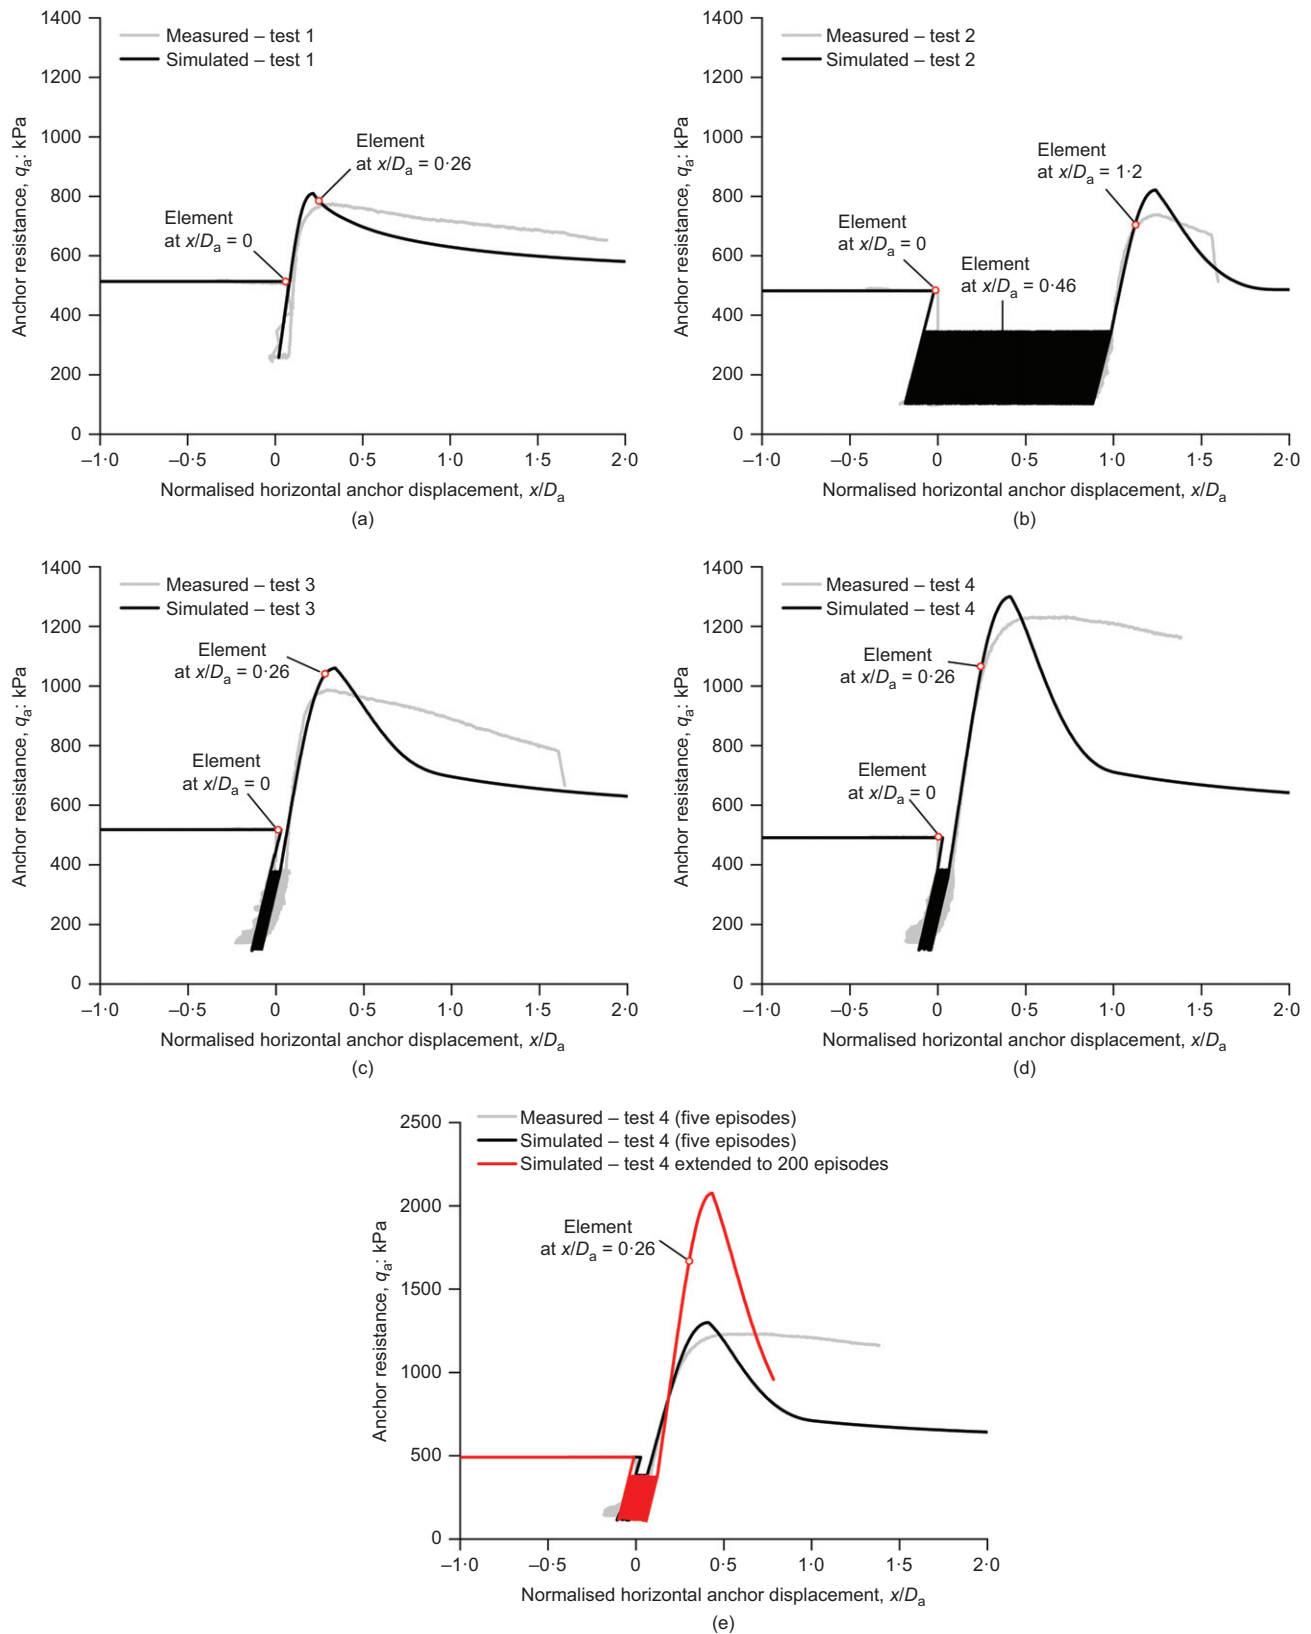 1400
1200
1000
800
600
400
200
0
Anchor resistance, qa: kPa
Measured – test 1
Simulated – test 1
Element
at x/Da = 0·26
Element
at x/Da = 0
–1·0 –0·5 0 0·5 1·0 1·5 2·0
Normalised horizontal anchor displacement, x/Da
(a)
1400
1200
1000
800
600
400
200
0
Anchor resistance, qa: kPa
Measured – test 2
Simulated – test 2
Element
at x/Da = 1·2
Element
at x/Da = 0
Element
at x/Da = 0·46
–1·0 –0·5 0 0·5 1·0 1·5 2·0
Normalised horizontal anchor displacement, x/Da
(b)
1400
1200
1000
800
600
400
200
0
Anchor resistance, qa: kPa
Measured – test 3
Simulated – test 3
Element
at x/Da = 0·26
Element
at x/Da = 0
–1·0 –0·5 0 0·5 1·0 1·5 2·0
Normalised horizontal anchor displacement, x/Da
(c)
1400
1200
1000
800
600
400
200
0
Anchor resistance, qa: kPa
Measured – test 4
Simulated – test 4
Element
at x/Da = 0·26
Element
at x/Da = 0
–1·0 –0·5 0 0·5 1·0 1·5 2·0
Normalised horizontal anchor displacement, x/Da
(d)
2500
2000
1500
1000
500
0
Anchor resistance, qa: kPa
Measured – test 4 (five episodes)
Simulated – test 4 (five episodes)
Simulated – test 4 extended to 200 episodes
Element
at x/Da = 0·26
–1·0 –0·5 0 0·5 1·0 1·5 2·0
Normalised horizontal anchor displacement, x/Da
(e)